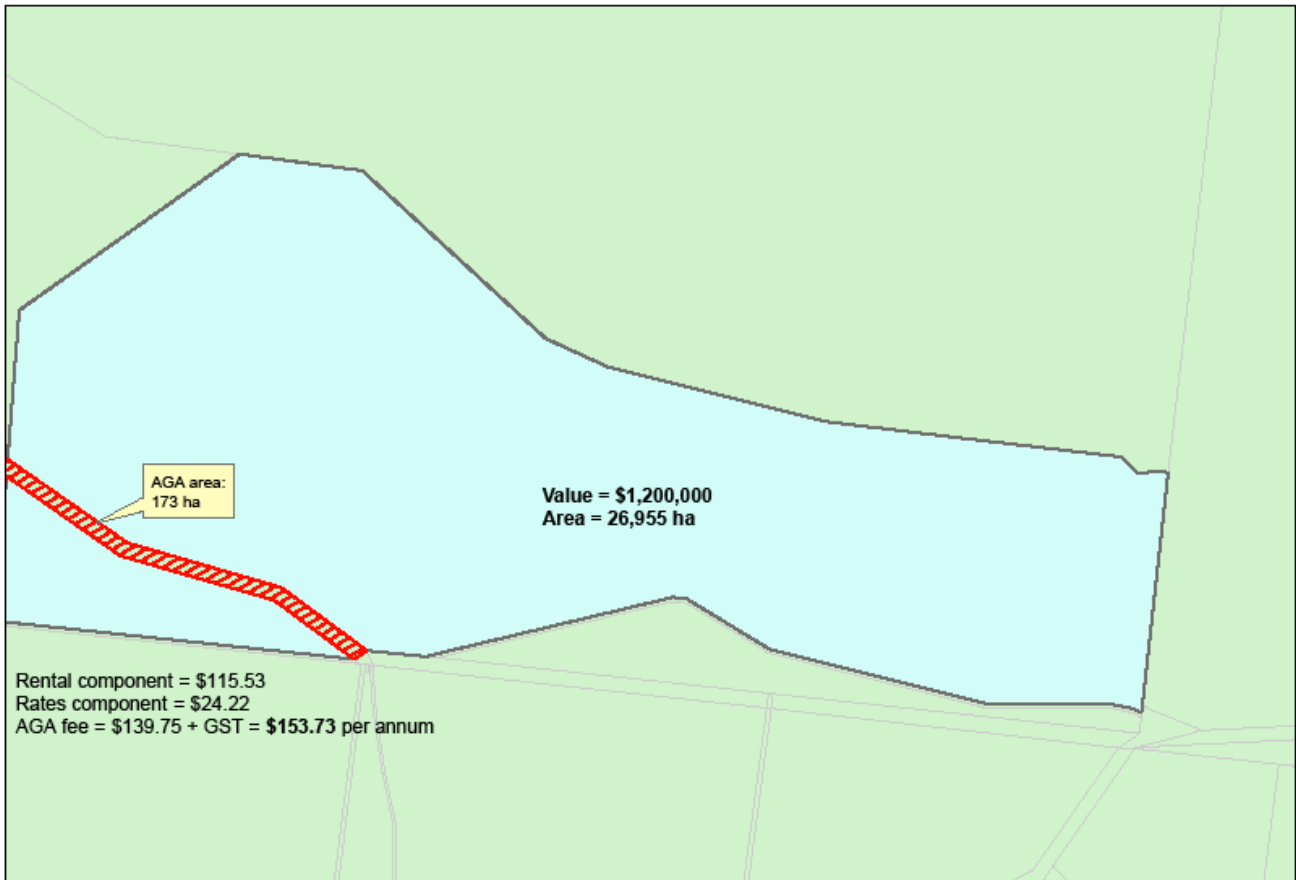 AGA area:
173 ha
Value = $1,200,000
Area = 26,955 ha
Rental component = $115.53
Rates component = $24.22
AGA fee = $139.75 + GST = $153.73 per annum